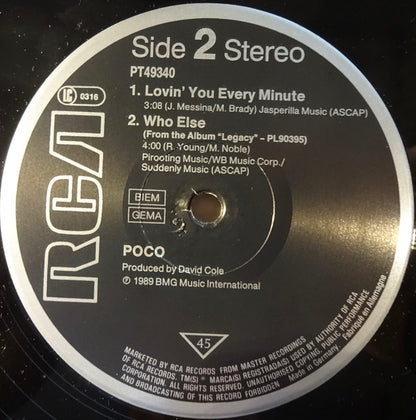 Side 2 Stereo
PT49340
LC 0316
1. Lovin' You Every Minute
3:08 (J. Messina/M. Brady) Jasperilla Music (ASCAP)
2. Who Else
(From the Album "Legacy" – PL90395)
4:00 (R. Young/M. Noble)
Pirooting Music/WB Music Corp./
Suddenly Music (ASCAP)
RCA
BIEM
GEMA
POCO
Produced by David Cole
℗ 1989 BMG Music International
45
MARKETED BY RCA RECORDS FROM MASTER RECORDINGS
OF RCA RECORDS. TM(S) ® MARCA(S) REGISTRADA(S) USED BY AUTHORITY OF RCA
CORPORATION. ALL RIGHTS RESERVED. UNAUTHORISED COPYING, PUBLIC PERFORMANCE
AND BROADCASTING OF THIS RECORD FORBIDDEN
Made in Germany.
Fabriqué en Allemagne.